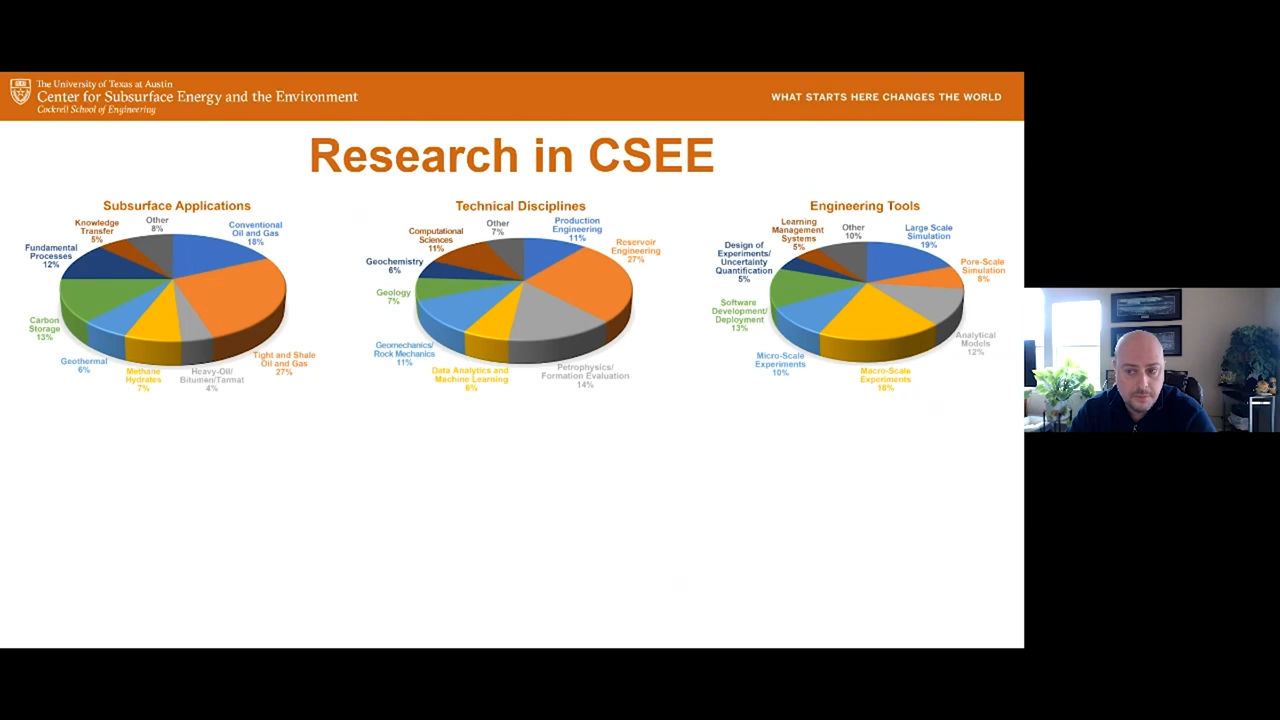 The University of Texas at Austin
Center for Subsurface Energy and the Environment
Cockrell School of Engineering
WHAT STARTS HERE CHANGES THE WORLD
Research in CSEE
Subsurface Applications
Conventional
Oil and Gas
18%
Tight and Shale
Oil and Gas
27%
Heavy-Oil/
Bitumen/Tarmat
4%
Methane
Hydrates
7%
Geothermal
6%
Carbon
Storage
13%
Fundamental
Processes
12%
Knowledge
Transfer
5%
Other
8%
Technical Disciplines
Production
Engineering
11%
Reservoir
Engineering
27%
Petrophysics/
Formation Evaluation
14%
Data Analytics and
Machine Learning
6%
Geomechanics/
Rock Mechanics
11%
Geology
7%
Geochemistry
6%
Computational
Sciences
11%
Other
7%
Engineering Tools
Large Scale
Simulation
19%
Pore-Scale
Simulation
8%
Analytical
Models
12%
Macro-Scale
Experiments
18%
Micro-Scale
Experiments
10%
Software
Development/
Deployment
13%
Design of
Experiments/
Uncertainty
Quantification
5%
Learning
Management
Systems
5%
Other
10%